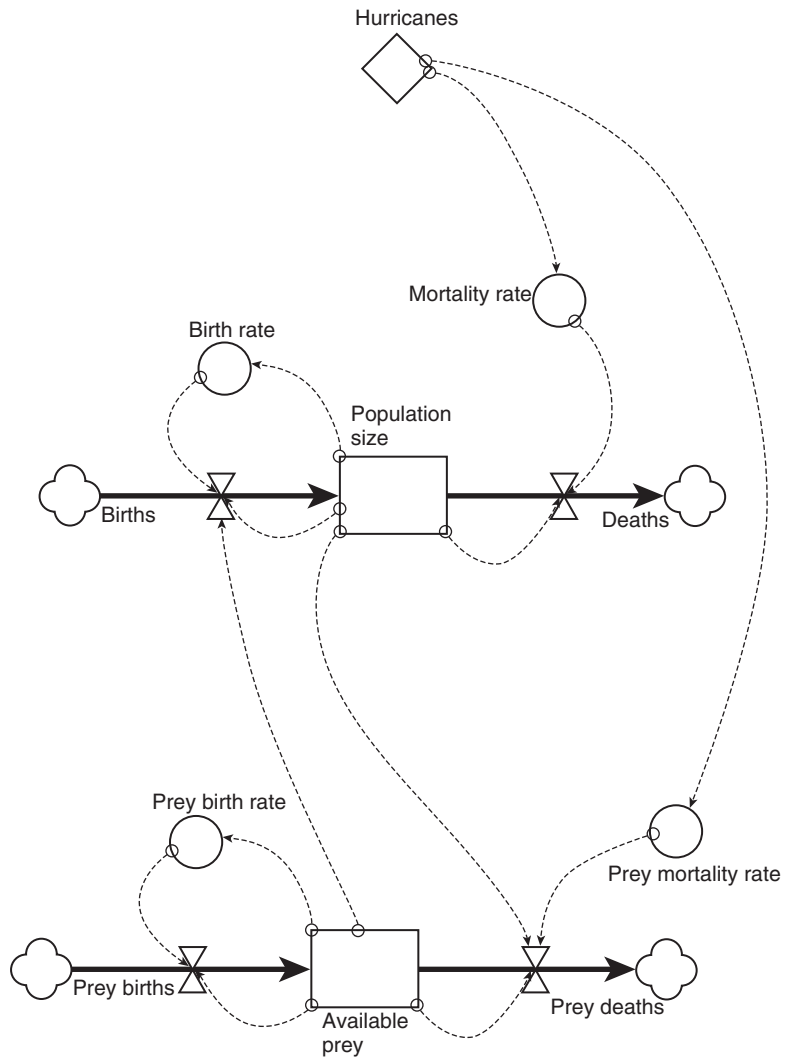 Hurricanes
Mortality rate
Birth rate
Population
size
Births
Deaths
Prey birth rate
Prey mortality rate
Prey births
Prey deaths
Available
prey